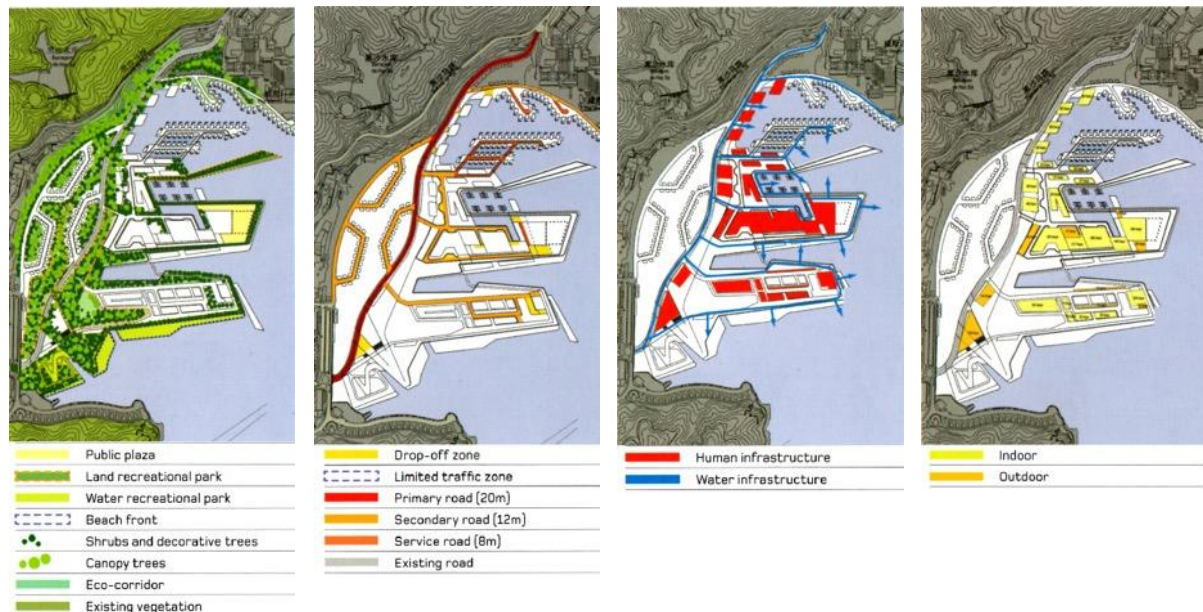 Public plaza
Land recreational park
Water recreational park
Beach front
Shrubs and decorative trees
Canopy trees
Eco-corridor
Existing vegetation
Drop-off zone
Limited traffic zone
Primary road (20m)
Secondary road (12m)
Service road (8m)
Existing road
Human infrastructure
Water infrastructure
Indoor
Outdoor